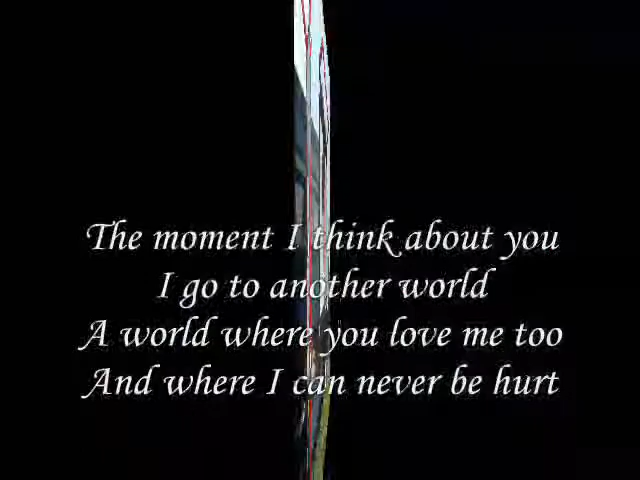 The moment I think about you
I go to another world
A world where you love me too
And where I can never be hurt